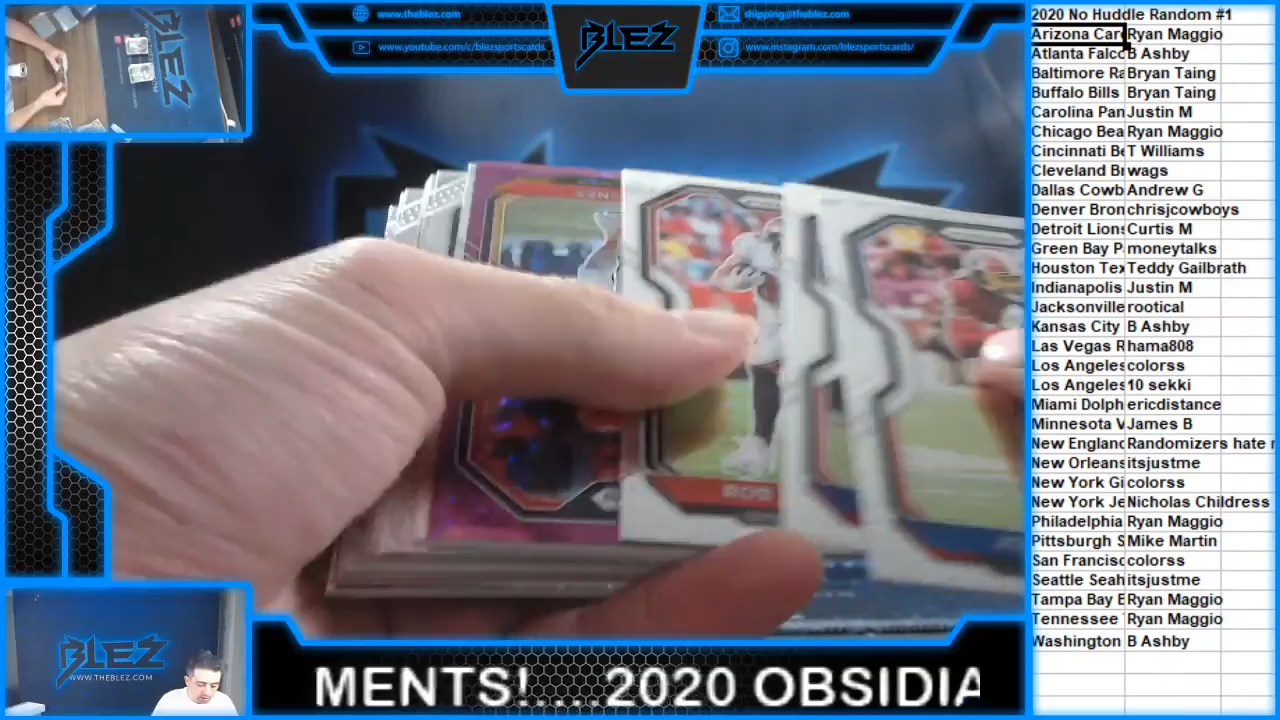 www.theblez.com
shipping@theblez.com
www.youtube.com/c/blezsportscards
www.instagram.com/blezsportscards/
BLEZ
2020 No Huddle Random #1
Arizona Car Ryan Maggio
Atlanta Falco B Ashby
Baltimore Ra Bryan Taing
Buffalo Bills Bryan Taing
Carolina Pan Justin M
Chicago Bea Ryan Maggio
Cincinnati Be T Williams
Cleveland Br wags
Dallas Cowb Andrew G
Denver Bron chrisjcowboys
Detroit Lions Curtis M
Green Bay P moneytalks
Houston Tex Teddy Gailbrath
Indianapolis Justin M
Jacksonville rootical
Kansas City B Ashby
Las Vegas R hama808
Los Angeles colorss
Los Angeles 10 sekki
Miami Dolph ericdistance
Minnesota V James B
New England Randomizers hate
New Orleans itsjustme
New York Gi colorss
New York Je Nicholas Childress
Philadelphia Ryan Maggio
Pittsburgh S Mike Martin
San Francisc colorss
Seattle Seah itsjustme
Tampa Bay B Ryan Maggio
Tennessee Ryan Maggio
Washington B Ashby
BLEZ
ROB
BLEZ
WWW.THEBLEZ.COM
MENTS!....2020 OBSIDIA